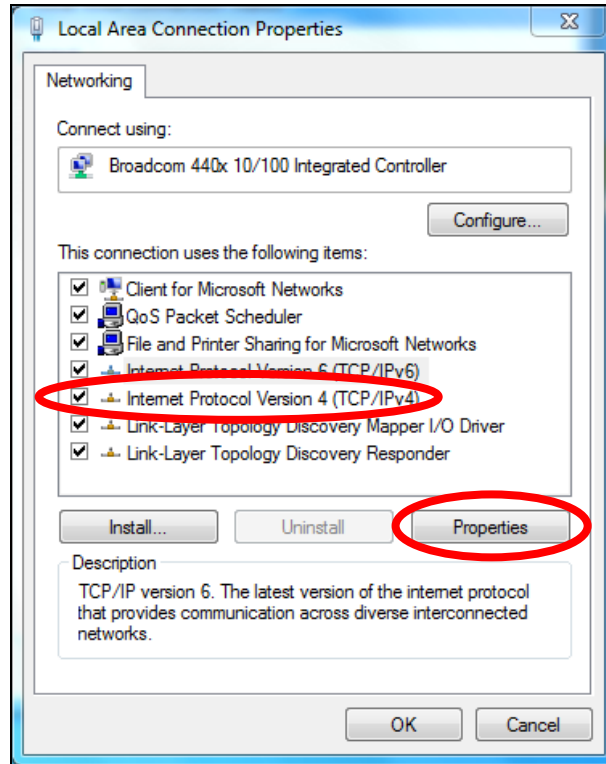 Local Area Connection Properties
Networking
Connect using:
Broadcom 440x 10/100 Integrated Controller
Configure...
This connection uses the following items:
Client for Microsoft Networks
QoS Packet Scheduler
File and Printer Sharing for Microsoft Networks
Internet Protocol Version 6 (TCP/IPv6)
Internet Protocol Version 4 (TCP/IPv4)
Link-Layer Topology Discovery Mapper I/O Driver
Link-Layer Topology Discovery Responder
Install... Uninstall Properties
Description
TCP/IP version 6. The latest version of the internet protocol
that provides communication across diverse interconnected
networks.
OK Cancel